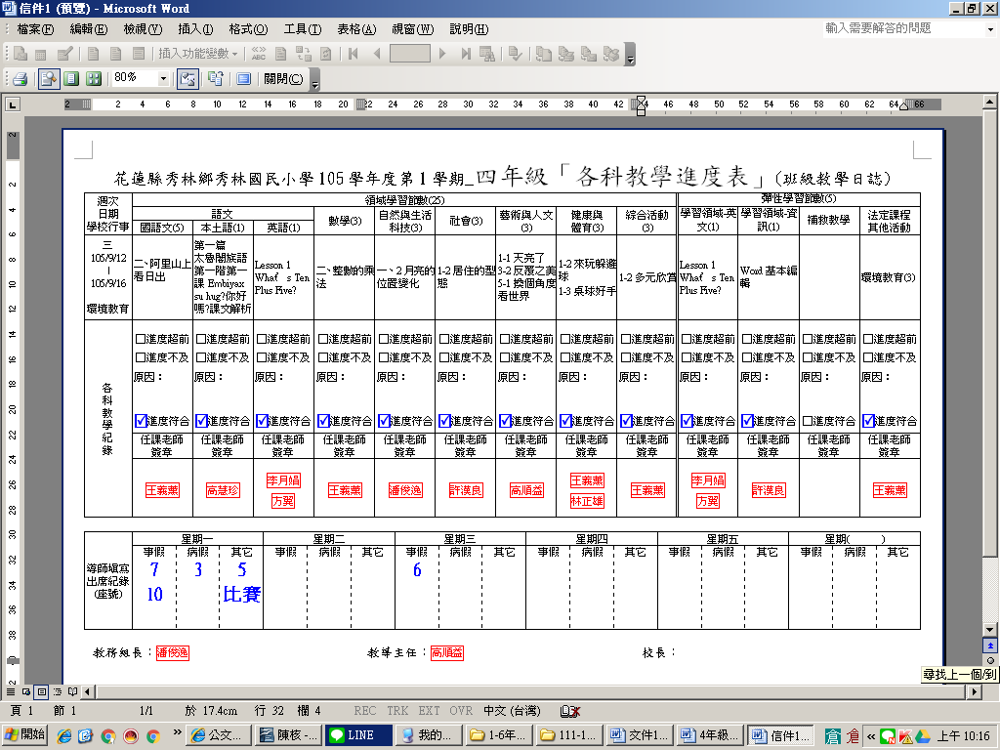 信件1 (預覽) - Microsoft Word
檔案(F) 編輯(E) 檢視(V) 插入(I) 格式(O) 工具(T) 表格(A) 視窗(W) 說明(H) 輸入需要解答的問題
插入功能變數
80% 關閉(C)
2 2 4 6 8 10 12 14 16 18 20 22 24 26 28 30 32 34 36 38 40 42 44 46 48 50 52 54 56 58 60 62 64 66
花蓮縣秀林鄉秀林國民小學105學年度第1學期_四年級「各科教學進度表」(班級教學日誌)
週次 日期 學校行事
領域學習節數(25) 彈性學習節數(5)
語文
國語文(5) 本土語(1) 英語(1) 數學(3) 自然與生活科技(3) 社會(3) 藝術與人文(3) 健康與體育(3) 綜合活動(3) 學習領域-英文(1) 學習領域-資訊(1) 補救教學 法定課程其他活動
三
105/9/12
|
105/9/16
環境教育
二、阿里山上看日出
第一篇
太魯閣族語第一階第一課 Embiyax su hug?你好嗎?課文解析
Lesson 1 What’s Ten Plus Five?
二、整數的乘法
一、2月亮的位置變化
1-2 居住的型態
1-1 天亮了
3-2 反覆之美
5-1 換個角度看世界
1-2 來玩躲避球
1-3 桌球好手
1-2 多元欣賞
Lesson 1 What’s Ten Plus Five?
Word 基本編輯
環境教育(3)
各科教學紀錄
□進度超前 □進度超前 □進度超前 □進度超前 □進度超前 □進度超前 □進度超前 □進度超前 □進度超前 □進度超前 □進度超前 □進度超前 □進度超前
□進度不及 □進度不及 □進度不及 □進度不及 □進度不及 □進度不及 □進度不及 □進度不及 □進度不及 □進度不及 □進度不及 □進度不及 □進度不及
原因： 原因： 原因： 原因： 原因： 原因： 原因： 原因： 原因： 原因： 原因： 原因： 原因：
☑進度符合 ☑進度符合 ☑進度符合 ☑進度符合 ☑進度符合 ☑進度符合 ☑進度符合 ☑進度符合 ☑進度符合 ☑進度符合 ☑進度符合 □進度符合 ☑進度符合
任課老師 任課老師 任課老師 任課老師 任課老師 任課老師 任課老師 任課老師 任課老師 任課老師 任課老師 任課老師 任課老師
簽章 簽章 簽章 簽章 簽章 簽章 簽章 簽章 簽章 簽章 簽章 簽章 簽章
王義薰 高慧珍 李月娟 方巽 王義薰 潘俊逸 許漢良 高順益 王義薰 林正雄 王義薰 李月娟 方巽 許漢良 王義薰
導師填寫出席紀錄(座號)
星期一 星期二 星期三 星期四 星期五 星期( )
事假 病假 其它 事假 病假 其它 事假 病假 其它 事假 病假 其它 事假 病假 其它 事假 病假 其它
7 3 5 6
10 比賽
教務組長：潘俊逸 教導主任：高順益 校長：
尋找上一個/到
頁 1 節 1 1/1 於 17.4cm 行 32 欄 4 REC TRK EXT OVR 中文 (台灣)
開始 公文... 陳核 -... LINE 我的... 1-6年... 111-1... 文件1... 4年級... 信件1... 倉 上午 10:16